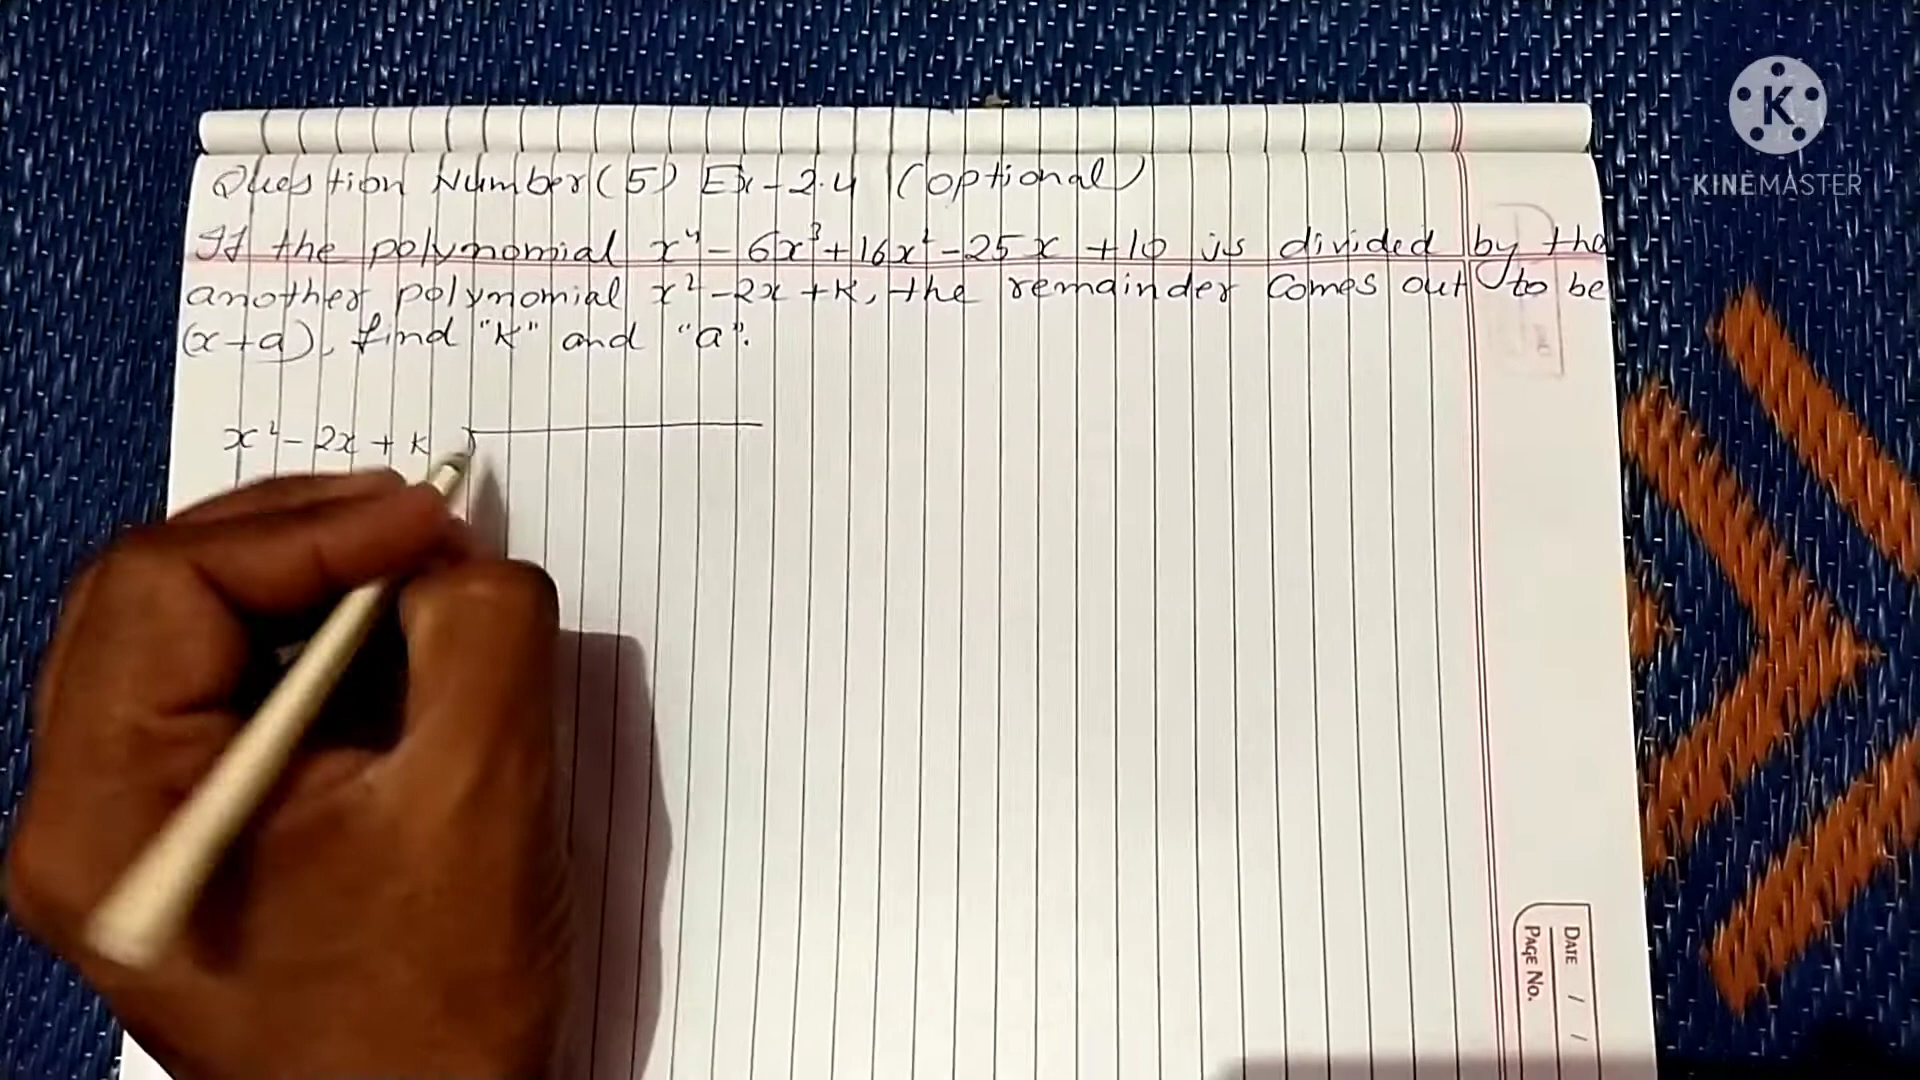 Question Number (5) Ex-2.4 (optional)
If the polynomial x⁴ - 6x³ + 16x² - 25x + 10 is divided by the
another polynomial x² - 2x + k, the remainder comes out to be
(x+a), find "k" and "a".
x² - 2x + k )
K
KINEMASTER
DATE / /
PAGE NO.